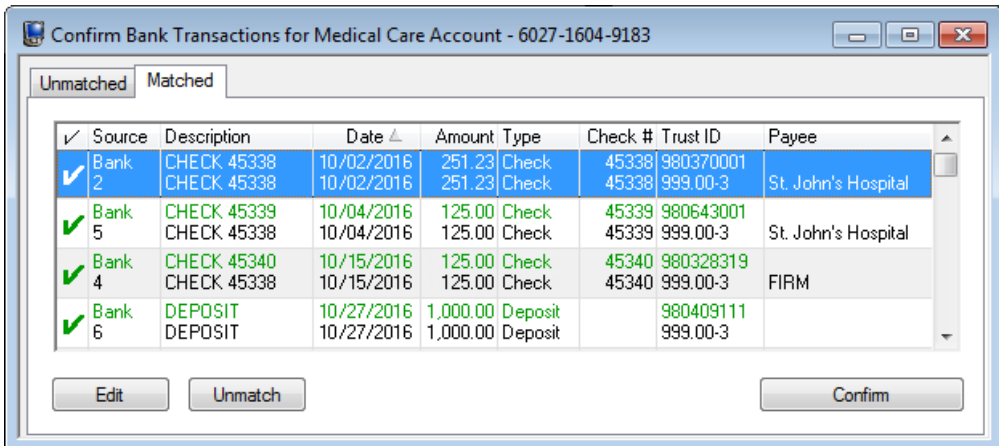 Confirm Bank Transactions for Medical Care Account - 6027-1604-9183
Unmatched Matched
✓ Source Description Date Amount Type Check # Trust ID Payee
Bank CHECK 45338 10/02/2016 251.23 Check 45338 980370001
2 CHECK 45338 10/02/2016 251.23 Check 45338 999.00-3 St. John's Hospital
Bank CHECK 45339 10/04/2016 125.00 Check 45339 980643001
5 CHECK 45338 10/04/2016 125.00 Check 45339 999.00-3 St. John's Hospital
Bank CHECK 45340 10/15/2016 125.00 Check 45340 980328319
4 CHECK 45338 10/15/2016 125.00 Check 45340 999.00-3 FIRM
Bank DEPOSIT 10/27/2016 1,000.00 Deposit 980409111
6 DEPOSIT 10/27/2016 1,000.00 Deposit 999.00-3
Edit Unmatch Confirm